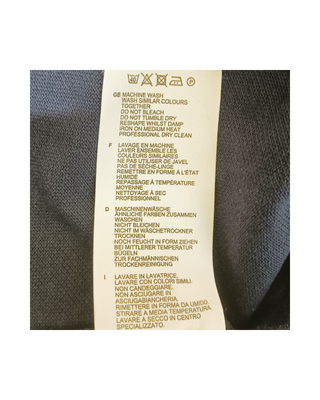 GB MACHINE WASH
WASH SIMILAR COLOURS
TOGETHER
DO NOT BLEACH
DO NOT TUMBLE DRY
RESHAPE WHILST DAMP
IRON ON MEDIUM HEAT
PROFESSIONAL DRY CLEAN
F LAVAGE EN MACHINE
LAVER ENSEMBLE LES
COULEURS SIMILAIRES
NE PAS UTILISER DE JAVEL
PAS DE SÈCHE-LINGE
REMETTRE EN FORME À L'ÉTAT
HUMIDE
REPASSAGE À TEMPÉRATURE
MOYENNE
NETTOYAGE À SEC
PROFESSIONNEL
D MASCHINENWÄSCHE
ÄHNLICHE FARBEN ZUSAMMEN
WASCHEN
NICHT BLEICHEN
NICHT IM WÄSCHETROCKNER
TROCKNEN
NOCH FEUCHT IN FORM ZIEHEN
BEI MITTLERER TEMPERATUR
BÜGELN
ZUR FACHMÄNNISCHEN
TROCKENREINIGUNG
I LAVARE IN LAVATRICE.
LAVARE CON COLORI SIMILI.
NON CANDEGGIARE.
NON ASCIUGARE IN
ASCIUGABIANCHERIA.
RIMETTERE IN FORMA DA UMIDO.
STIRARE A MEDIA TEMPERATURA.
LAVARE A SECCO IN CENTRO
SPECIALIZZATO.